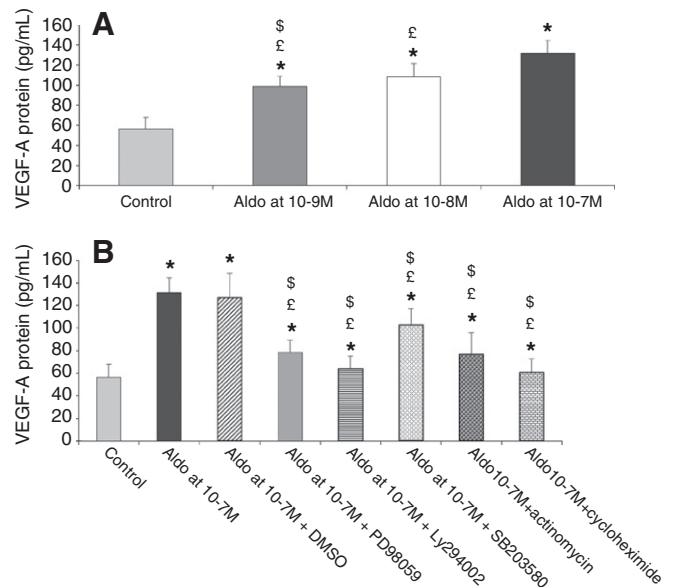 A
VEGF-A protein (pg/mL)
160
140
120
100
80
60
40
20
0
$
£ £
* * *
Control Aldo at 10-9M Aldo at 10-8M Aldo at 10-7M
B
VEGF-A protein (pg/mL)
160
140
120
100
80
60
40
20
0
* *
$ $ $ $ $
£ £ £ £ £
* * * * *
Control
Aldo at 10-7M
Aldo at 10-7M + DMSO
Aldo at 10-7M + PD98059
Aldo at 10-7M + Ly294002
Aldo at 10-7M + SB203580
Aldo10-7M+actinomycin
Aldo10-7M+cycloheximide